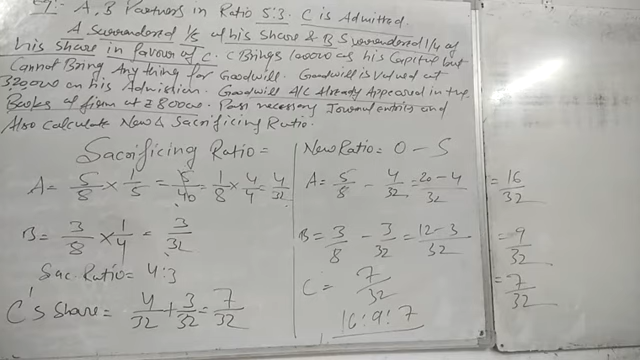 A, B Partners in Ratio 5:3. C is Admitted.
A Surrendered 1/5 of his share & B Surrendered 1/4 of
his share in favour of C. C Brings 10000 as his Capital but
Cannot Bring Anything for Goodwill. Goodwill is Valued at
32000 on his Admission. Goodwill A/C Already Appeared in the
Books of firm at ₹ 8000. Pass necessary Journal entries and
Also Calculate New & Sacrificing Ratio.
Sacrificing Ratio =
A = 5/8 × 1/5 = 5/40 = 1/8 × 4/4 = 4/32
B = 3/8 × 1/4 = 3/32
Sac. Ratio = 4:3
C's Share = 4/32 + 3/32 = 7/32
New Ratio = O - S
A = 5/8 - 4/32 = 20-4/32 = 16/32
B = 3/8 - 3/32 = 12-3/32 = 9/32
C = 7/32 = 7/32
16:9:7